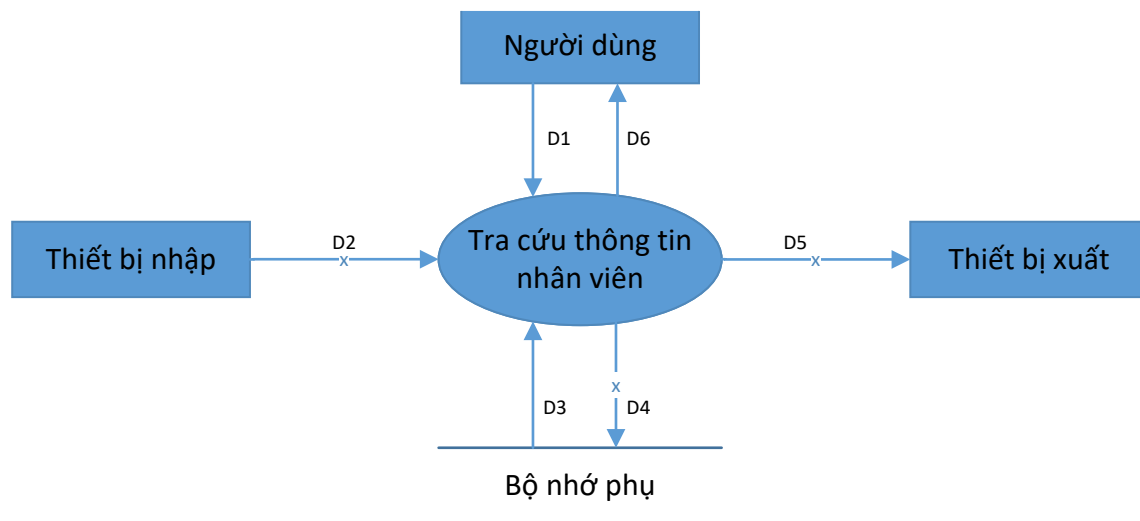 Người dùng
D1
D6
Thiết bị nhập
D2
x
Tra cứu thông tin
nhân viên
D5
x
Thiết bị xuất
x
D3
D4
Bộ nhớ phụ